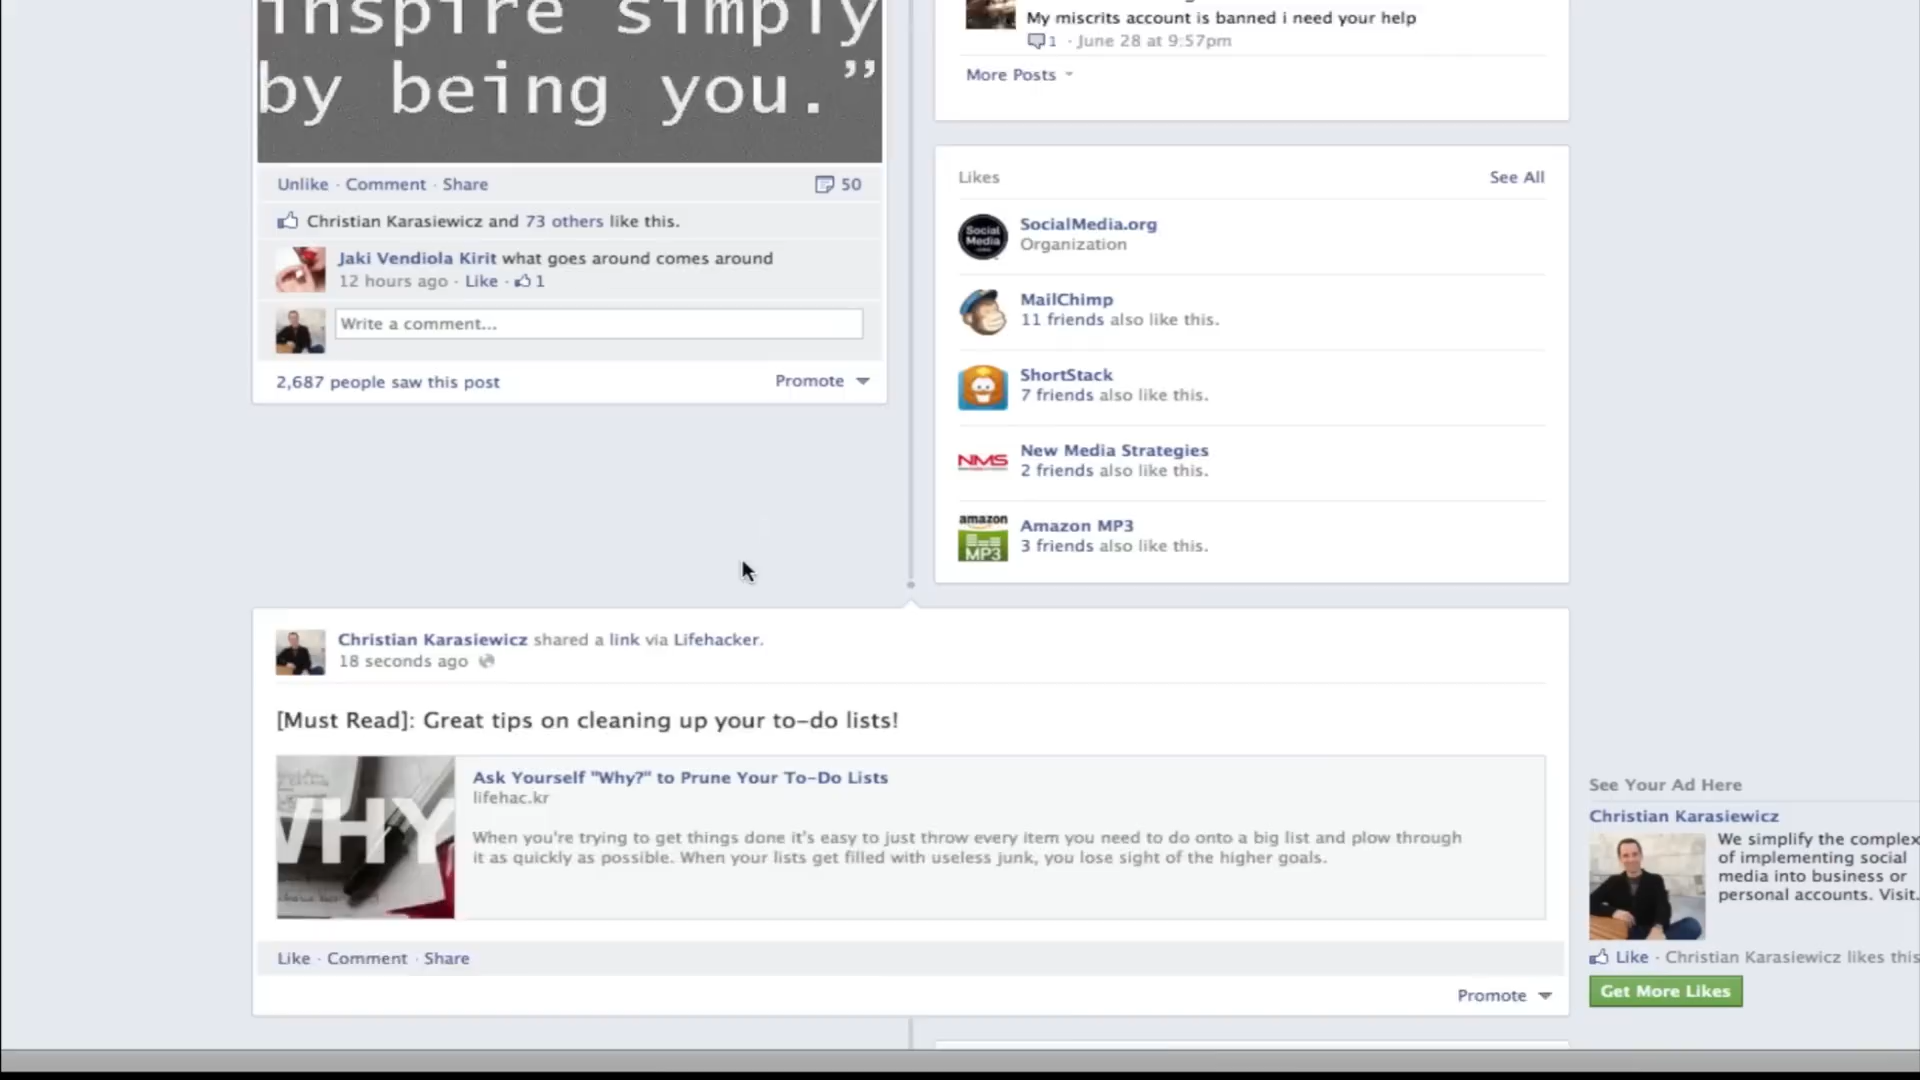 inspire simply
by being you.”
Unlike · Comment · Share 50
Christian Karasiewicz and 73 others like this.
Jaki Vendiola Kirit what goes around comes around
12 hours ago · Like · 1
Write a comment...
2,687 people saw this post Promote
My miscrits account is banned i need your help
1 · June 28 at 9:57pm
More Posts
Likes See All
Social Media
SocialMedia.org
Organization
MailChimp
11 friends also like this.
ShortStack
7 friends also like this.
NMS
New Media Strategies
2 friends also like this.
amazon
MP3
Amazon MP3
3 friends also like this.
Christian Karasiewicz shared a link via Lifehacker.
18 seconds ago
[Must Read]: Great tips on cleaning up your to-do lists!
WHY
Ask Yourself "Why?" to Prune Your To-Do Lists
lifehac.kr
When you're trying to get things done it's easy to just throw every item you need to do onto a big list and plow through
it as quickly as possible. When your lists get filled with useless junk, you lose sight of the higher goals.
Like · Comment · Share
Promote
See Your Ad Here
Christian Karasiewicz
We simplify the complex
of implementing social
media into business or
personal accounts. Visit.
Like · Christian Karasiewicz likes this
Get More Likes